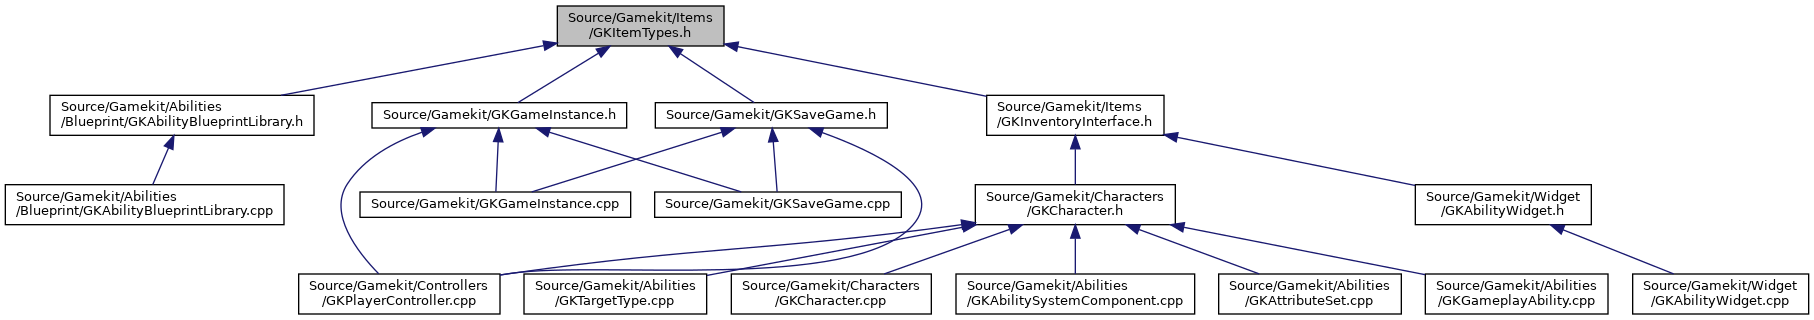 Source/Gamekit/Items
/GKItemTypes.h
Source/Gamekit/Abilities
/Blueprint/GKAbilityBlueprintLibrary.h
Source/Gamekit/GKGameInstance.h
Source/Gamekit/GKSaveGame.h
Source/Gamekit/Items
/GKInventoryInterface.h
Source/Gamekit/Abilities
/Blueprint/GKAbilityBlueprintLibrary.cpp
Source/Gamekit/GKGameInstance.cpp
Source/Gamekit/GKSaveGame.cpp
Source/Gamekit/Characters
/GKCharacter.h
Source/Gamekit/Widget
/GKAbilityWidget.h
Source/Gamekit/Controllers
/GKPlayerController.cpp
Source/Gamekit/Abilities
/GKTargetType.cpp
Source/Gamekit/Characters
/GKCharacter.cpp
Source/Gamekit/Abilities
/GKAbilitySystemComponent.cpp
Source/Gamekit/Abilities
/GKAttributeSet.cpp
Source/Gamekit/Abilities
/GKGameplayAbility.cpp
Source/Gamekit/Widget
/GKAbilityWidget.cpp